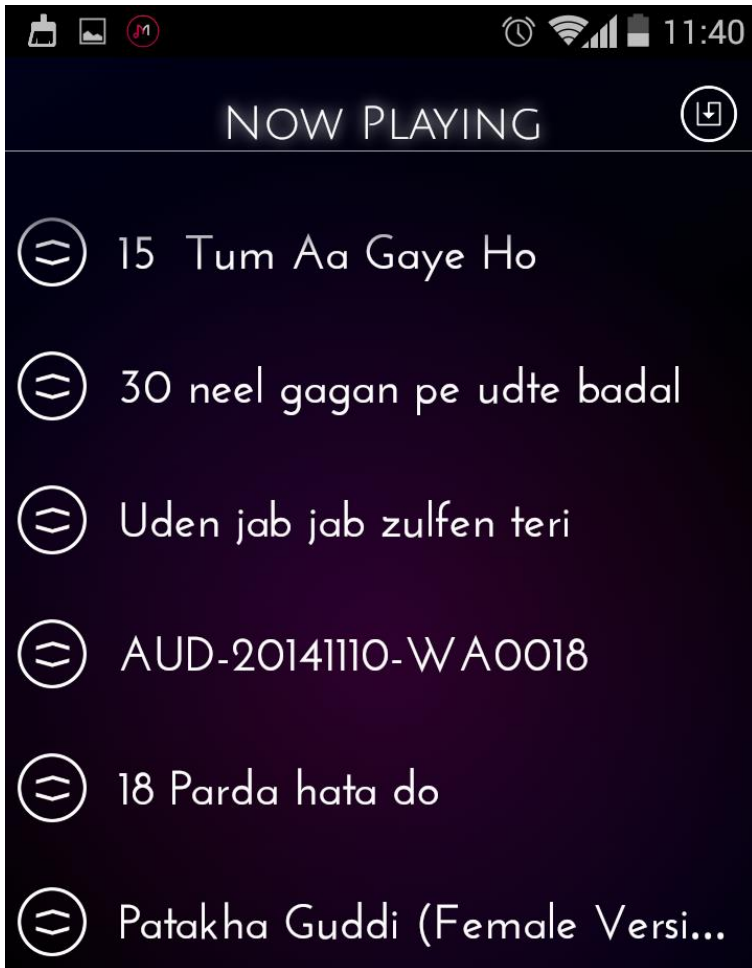 11:40
Now Playing
15 Tum Aa Gaye Ho
30 neel gagan pe udte badal
Uden jab jab zulfen teri
AUD-20141110-WA0018
18 Parda hata do
Patakha Guddi (Female Versi...